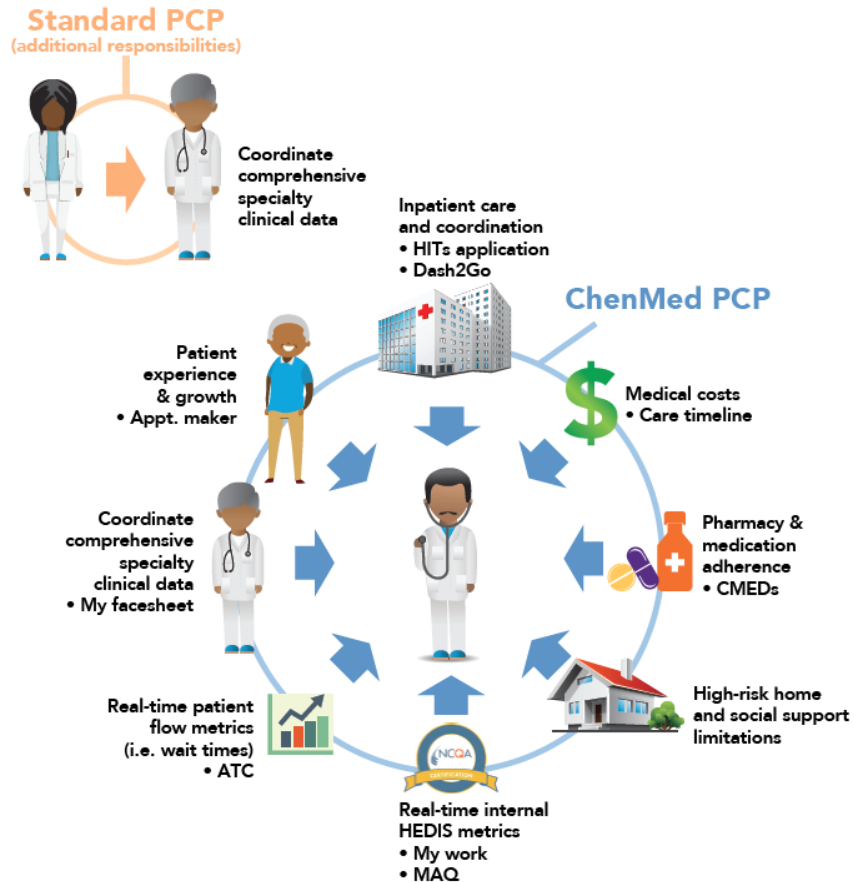 Standard PCP
(additional responsibilities)
Coordinate
comprehensive
specialty
clinical data
Inpatient care
and coordination
• HITs application
• Dash2Go
ChenMed PCP
Patient
experience
& growth
• Appt. maker
Medical costs
• Care timeline
Coordinate
comprehensive
specialty
clinical data
• My facesheet
Pharmacy &
medication
adherence
• CMEDs
Real-time patient
flow metrics
(i.e. wait times)
• ATC
High-risk home
and social support
limitations
NCQA
CERTIFICATION
Real-time internal
HEDIS metrics
• My work
• MAQ